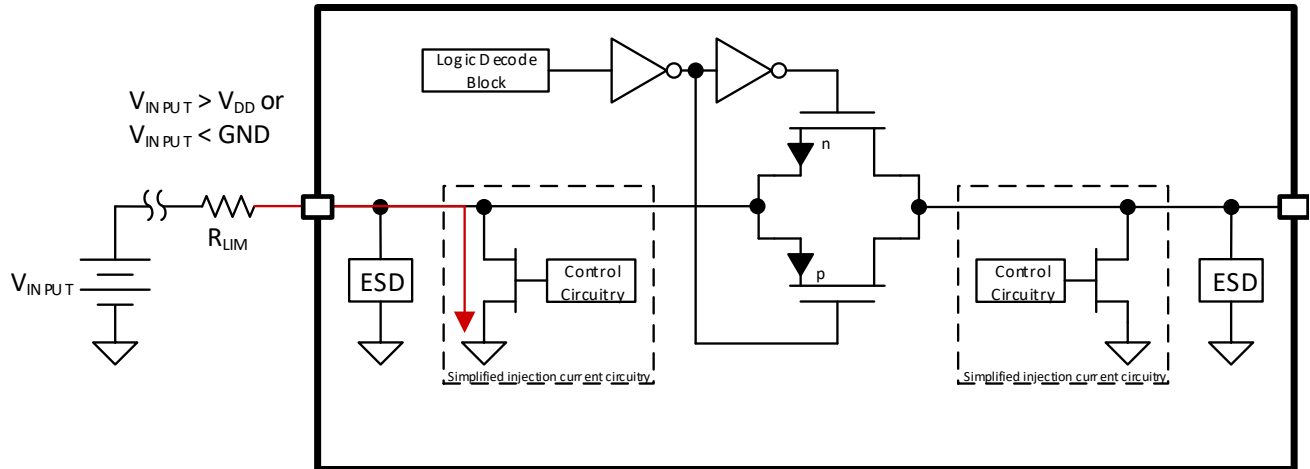 Logic Decode
Block
V_INPUT > V_DD or
V_INPUT < GND
n
R_LIM
p
V_INPUT
ESD
Control
Circuitry
Control
Circuitry
ESD
Simplified injection current circuitry
Simplified injection current circuitry